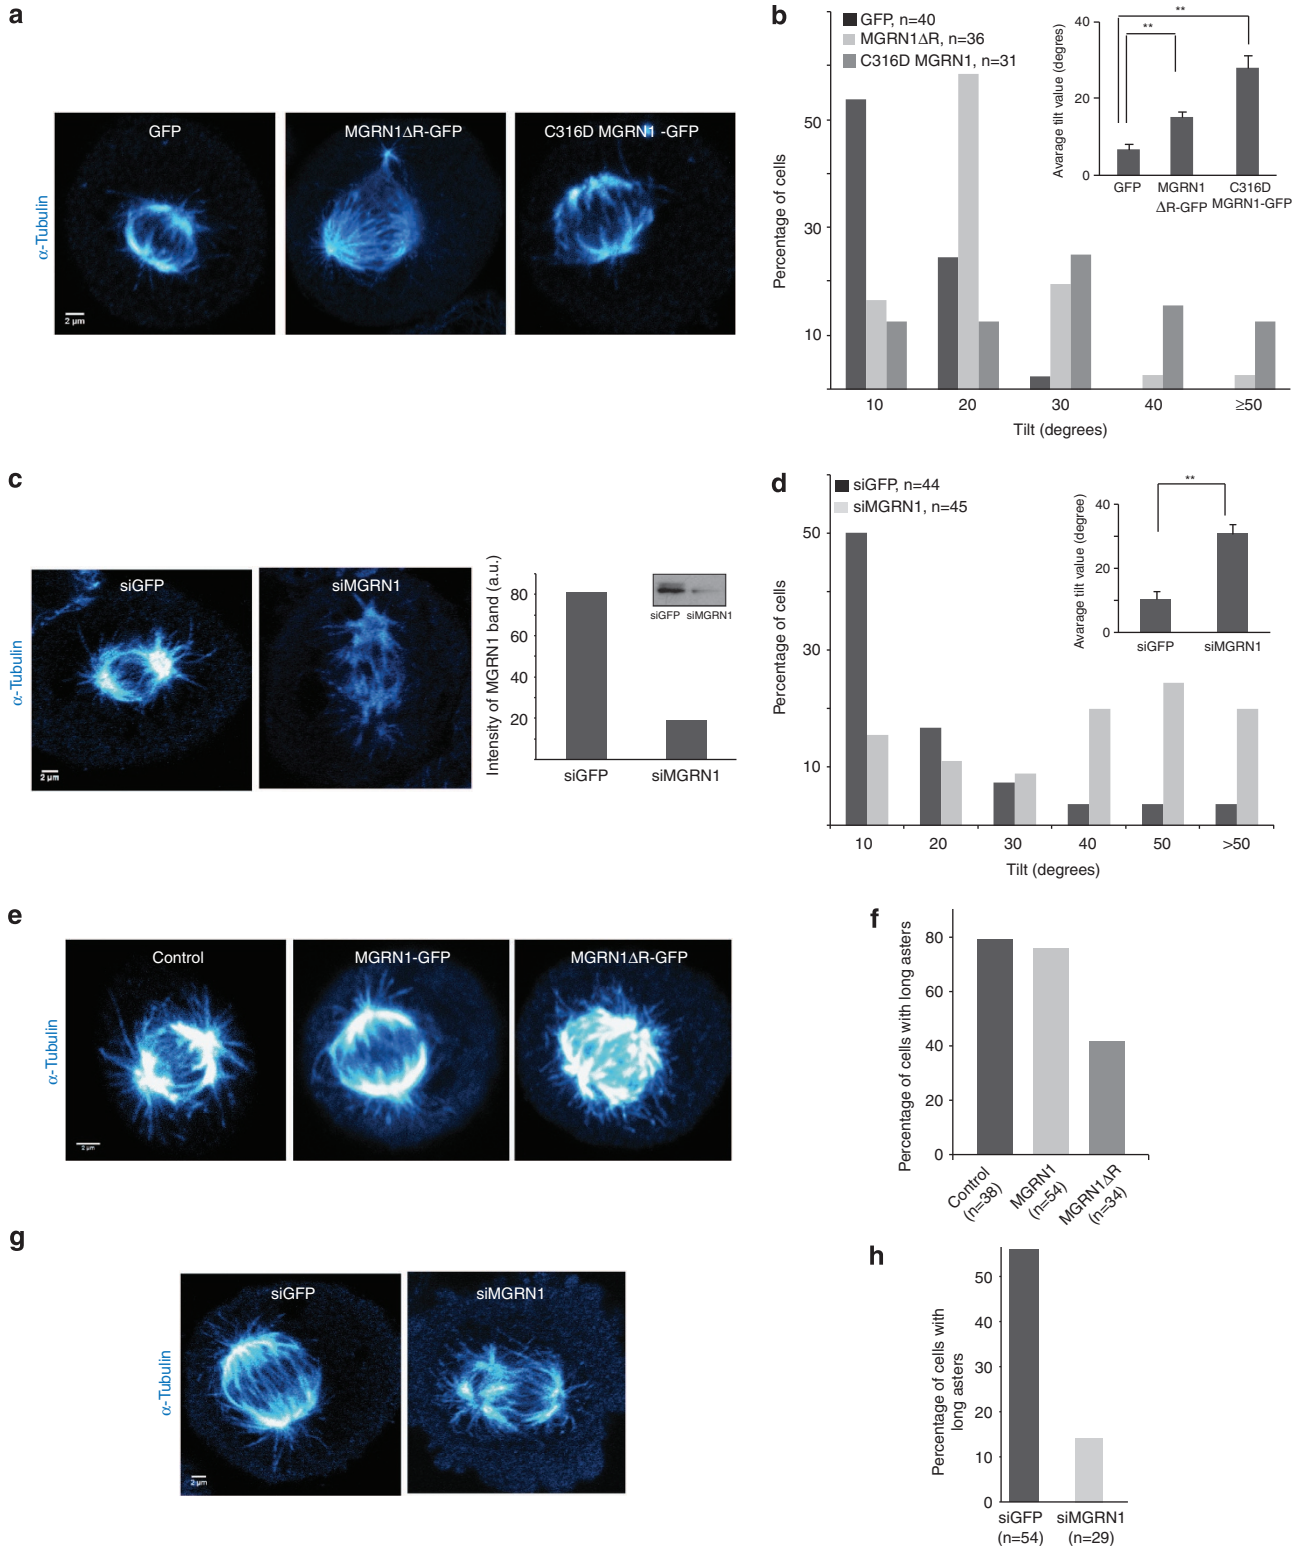 a
GFP
MGRN1ΔR-GFP
C316D MGRN1 -GFP
α-Tubulin
2 µm
b
GFP, n=40
MGRN1ΔR, n=36
C316D MGRN1, n=31
Percentage of cells
50
30
10
10
20
30
40
≥50
Tilt (degrees)
**
**
Avarage tilt value (degres)
40
20
0
GFP
MGRN1
ΔR-GFP
C316D
MGRN1-GFP
c
siGFP
siMGRN1
α-Tubulin
2 µm
Intensity of MGRN1 band (a.u.)
80
60
40
20
siGFP
siMGRN1
siGFP
siMGRN1
d
siGFP, n=44
siMGRN1, n=45
Percentage of cells
50
30
10
10
20
30
40
50
>50
Tilt (degrees)
**
Avarage tilt value (degree)
40
20
0
siGFP
siMGRN1
e
Control
MGRN1-GFP
MGRN1ΔR-GFP
α-Tubulin
2 µm
f
Percentage of cells with long asters
80
60
40
20
0
Control
(n=38)
MGRN1
(n=54)
MGRN1ΔR
(n=34)
g
siGFP
siMGRN1
α-Tubulin
2 µm
h
Percentage of cells with
long asters
50
40
30
20
10
0
siGFP
(n=54)
siMGRN1
(n=29)